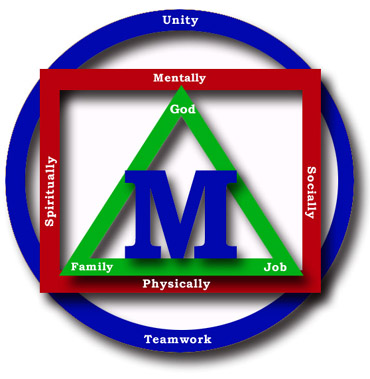 Unity
Mentally
God
Spiritually
Socially
M
Family
Job
Physically
Teamwork